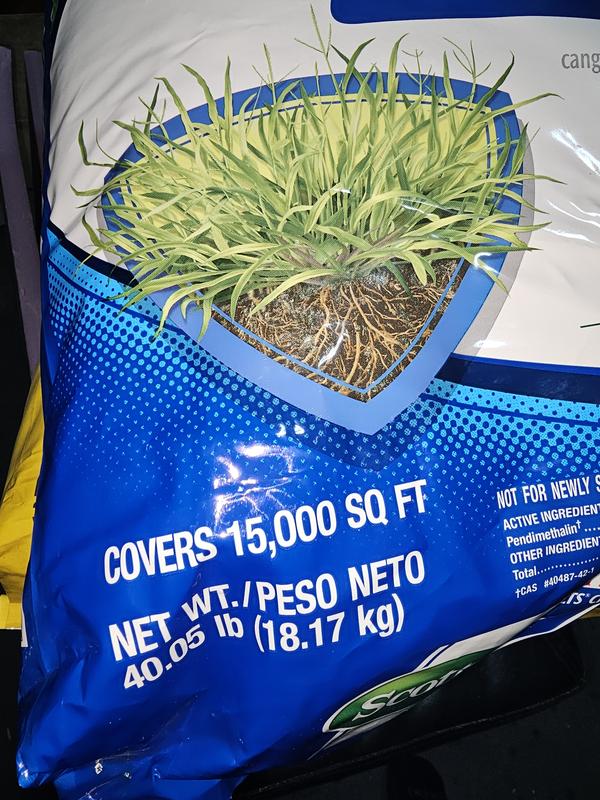 cang
COVERS 15,000 SQ FT
NET WT./PESO NETO
40.05 lb (18.17 kg)
NOT FOR NEWLY S
ACTIVE INGREDIENT
Pendimethalin† ...
OTHER INGREDIENT
Total...........
†CAS #40487-42-1
Scott